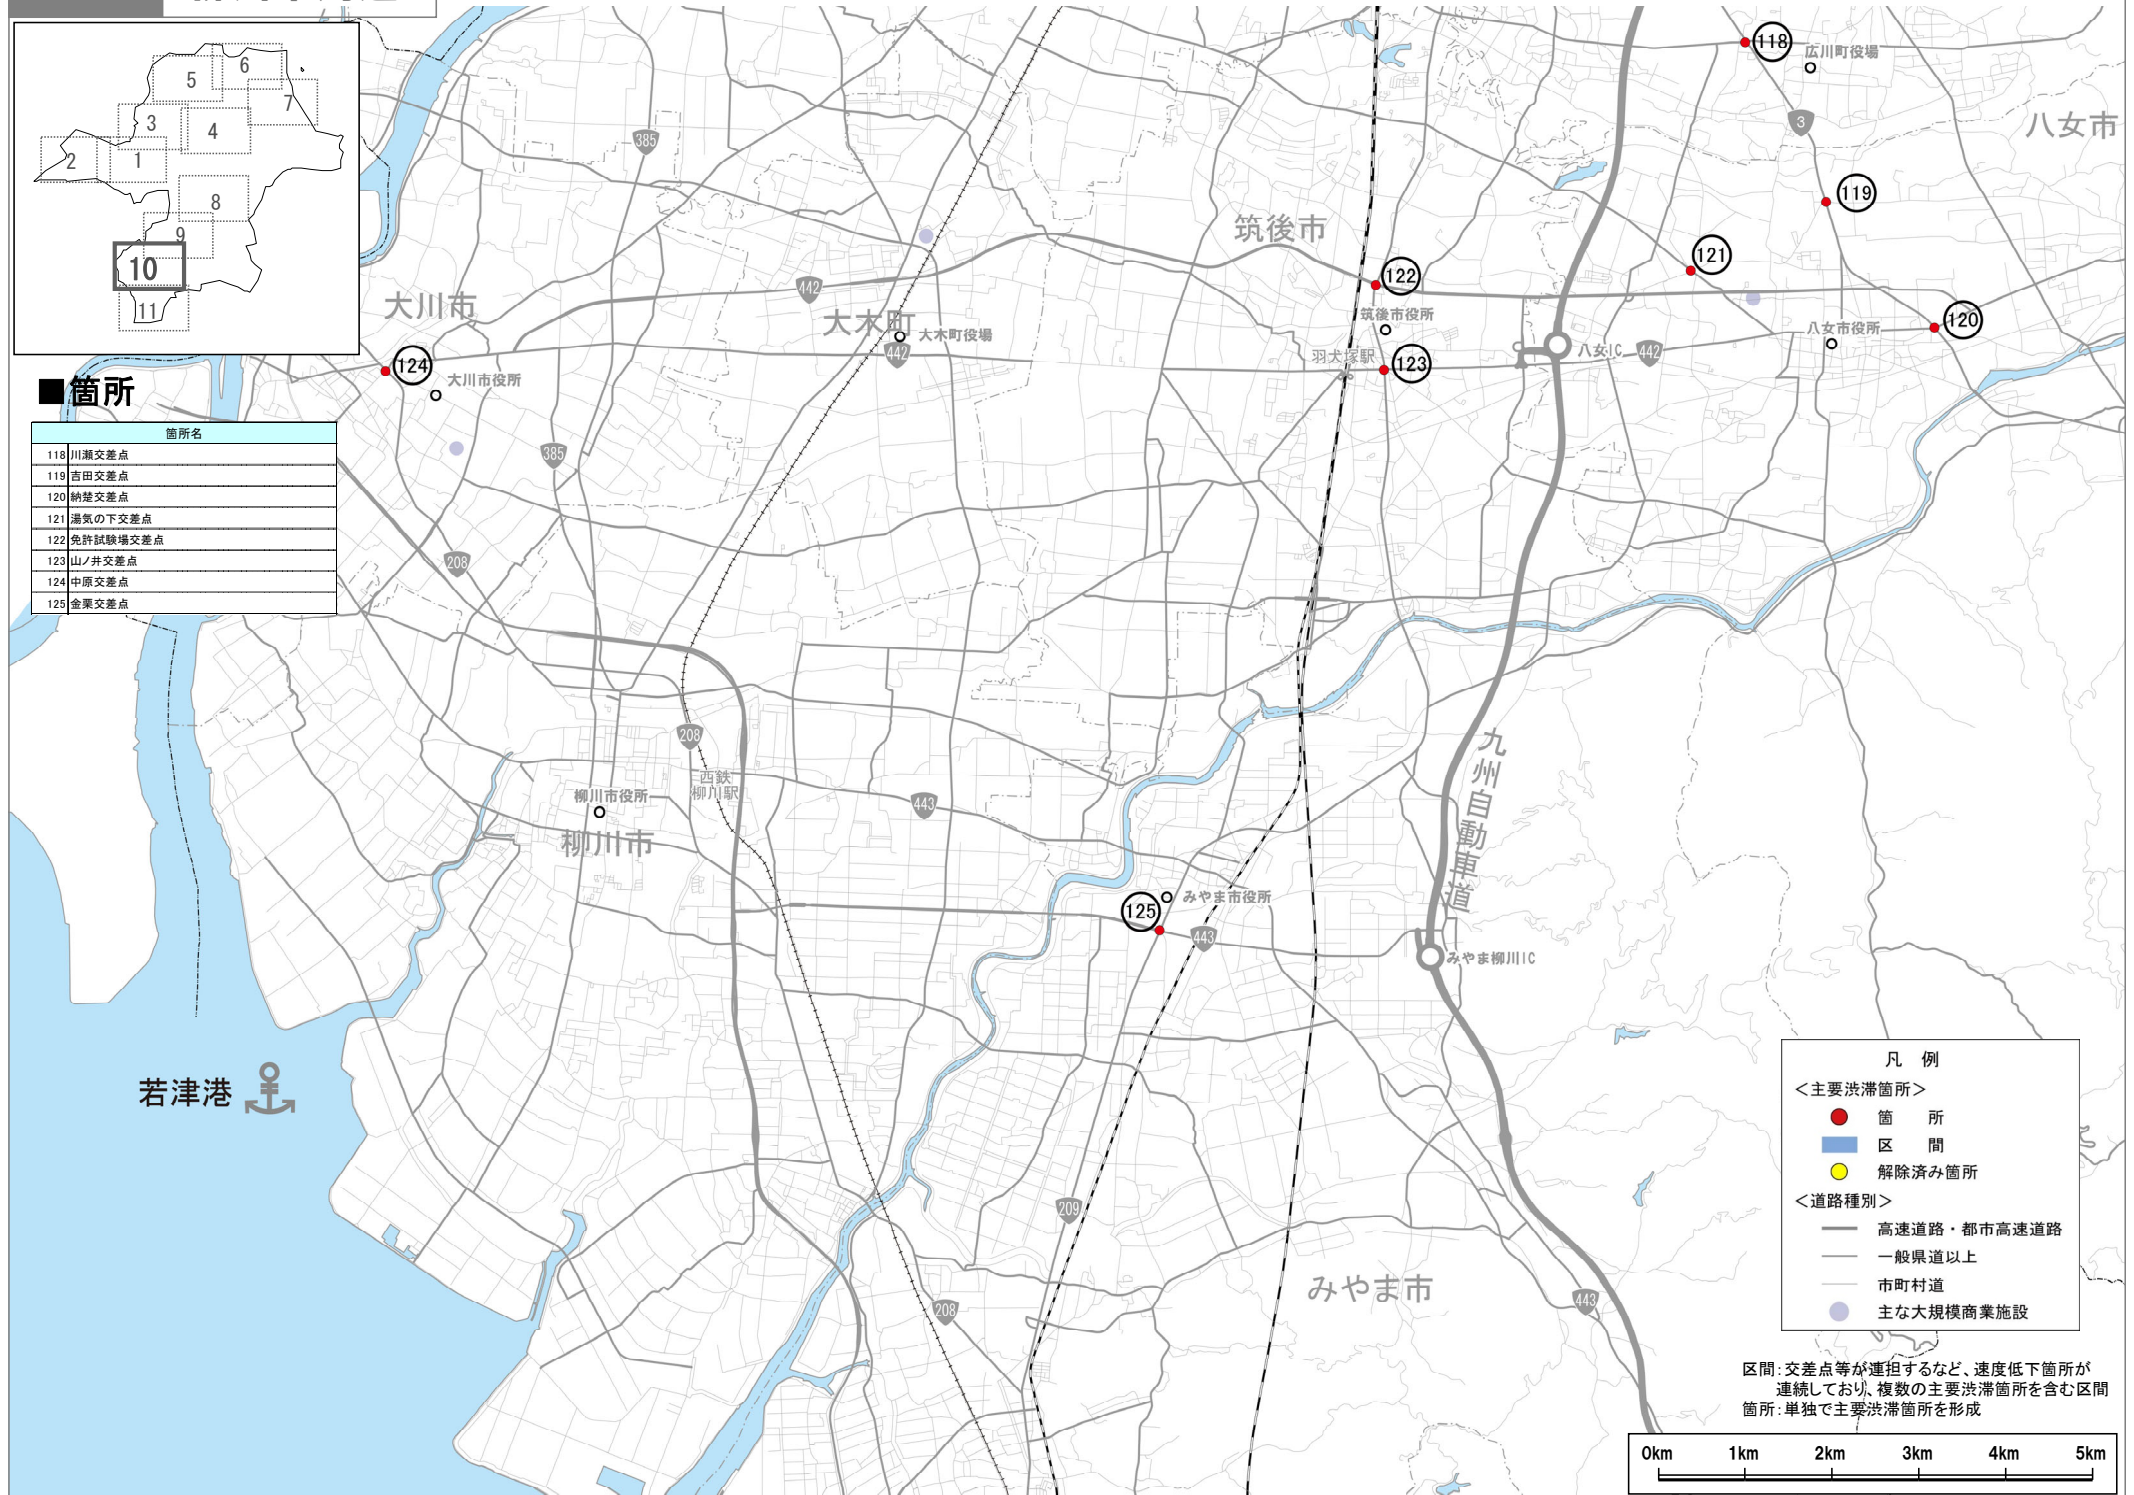 5
6
7
3
4
2
1
8
9
10
11
■箇所
箇所名
118 川瀬交差点
119 吉田交差点
120 納楚交差点
121 湯気の下交差点
122 免許試験場交差点
123 山ノ井交差点
124 中原交差点
125 金栗交差点
118
広川町役場
3
八女市
385
119
筑後市
121
442
122
大川市
大木町
大木町役場
筑後市役所
120
八女市役所
442
羽犬塚駅
八女IC
442
124
123
大川市役所
385
208
208
西鉄
柳川駅
柳川市役所
443
柳川市
九州自動車道
みやま市役所
125
443
みやま柳川IC
若津港
209
208
みやま市
443
凡　例
＜主要渋滞箇所＞
箇　所
区　間
解除済み箇所
＜道路種別＞
高速道路・都市高速道路
一般県道以上
市町村道
主な大規模商業施設
区間：交差点等が連担するなど、速度低下箇所が
連続しており、複数の主要渋滞箇所を含む区間
箇所：単独で主要渋滞箇所を形成
0km 1km 2km 3km 4km 5km